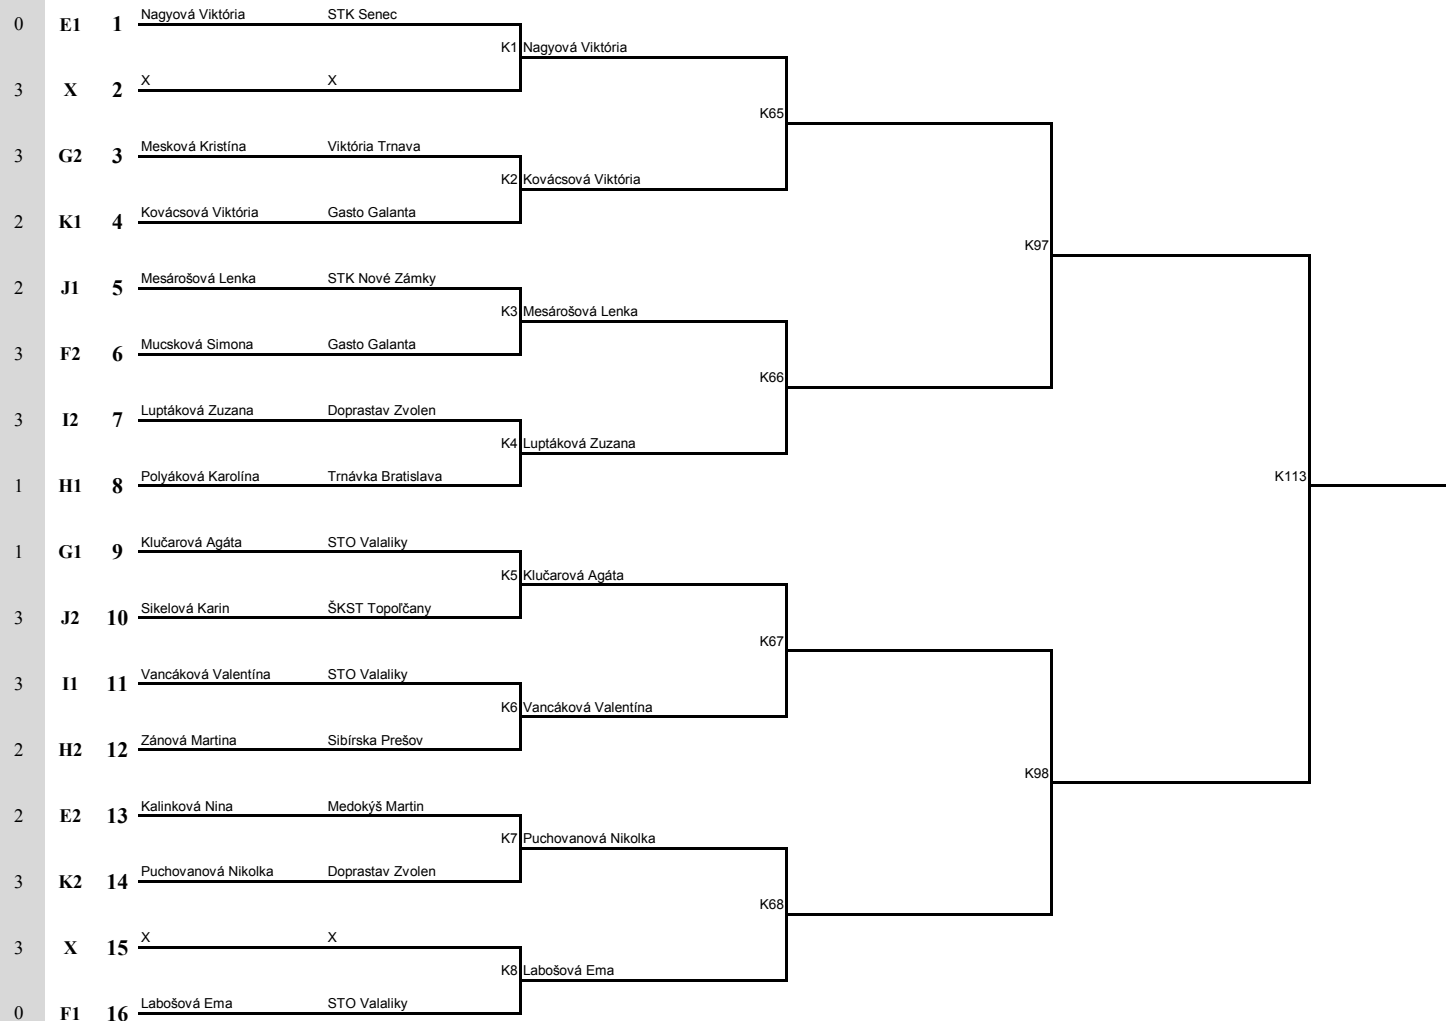 0 E1 1 Nagyová Viktória STK Senec
K1 Nagyová Viktória
3 X 2 X X
K65
3 G2 3 Mesková Kristína Viktória Trnava
K2 Kovácsová Viktória
2 K1 4 Kovácsová Viktória Gasto Galanta
K97
2 J1 5 Mesárošová Lenka STK Nové Zámky
K3 Mesárošová Lenka
3 F2 6 Mucsková Simona Gasto Galanta
K66
3 I2 7 Luptáková Zuzana Doprastav Zvolen
K4 Luptáková Zuzana
1 H1 8 Polyáková Karolína Trnávka Bratislava
K113
1 G1 9 Klučarová Agáta STO Valaliky
K5 Klučarová Agáta
3 J2 10 Sikelová Karin ŠKST Topoľčany
K67
3 I1 11 Vancáková Valentína STO Valaliky
K6 Vancáková Valentína
2 H2 12 Zánová Martina Sibírska Prešov
K98
2 E2 13 Kalinková Nina Medokýš Martin
K7 Puchovanová Nikolka
3 K2 14 Puchovanová Nikolka Doprastav Zvolen
K68
3 X 15 X X
K8 Labošová Ema
0 F1 16 Labošová Ema STO Valaliky